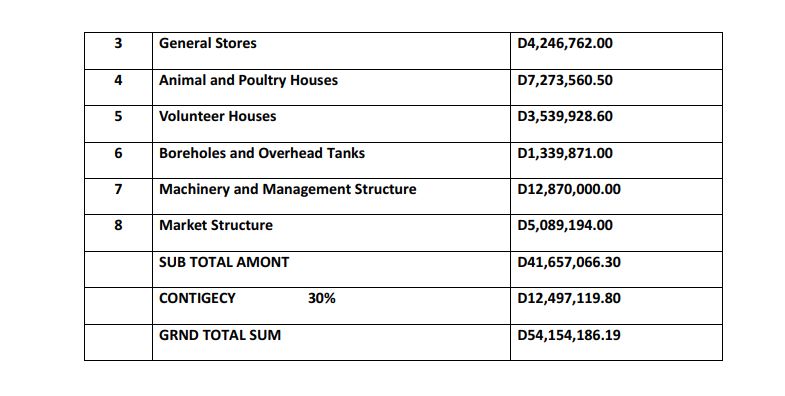 3 General Stores D4,246,762.00
4 Animal and Poultry Houses D7,273,560.50
5 Volunteer Houses D3,539,928.60
6 Boreholes and Overhead Tanks D1,339,871.00
7 Machinery and Management Structure D12,870,000.00
8 Market Structure D5,089,194.00
SUB TOTAL AMONT D41,657,066.30
CONTIGECY 30% D12,497,119.80
GRND TOTAL SUM D54,154,186.19